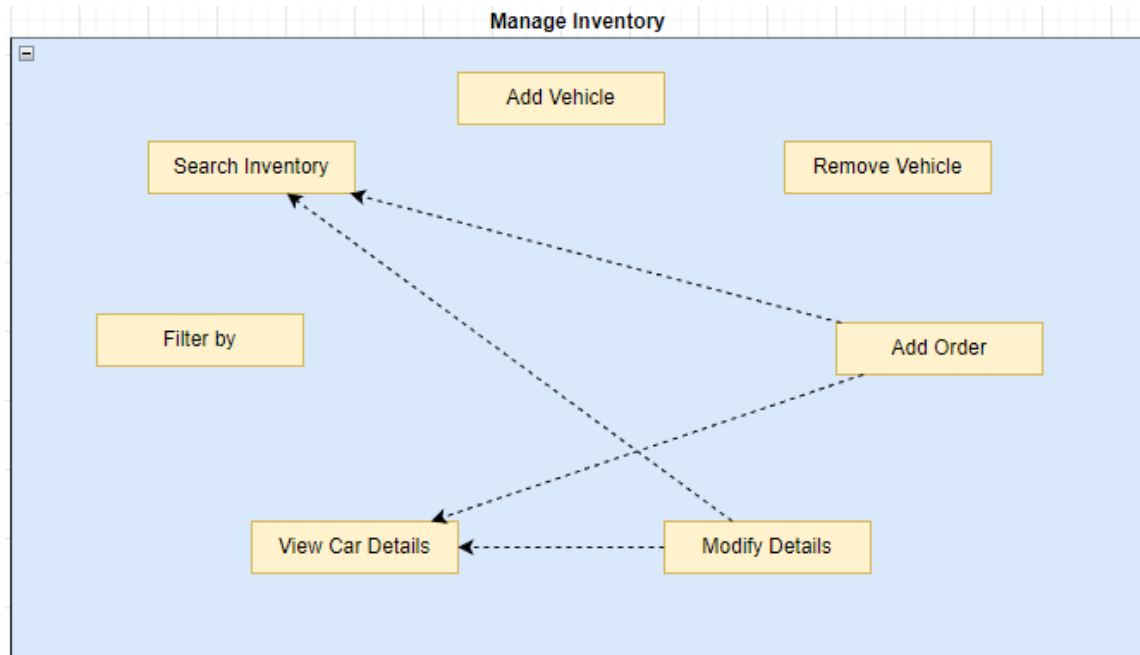 Manage Inventory
Add Vehicle
Search Inventory
Remove Vehicle
Filter by
Add Order
View Car Details
Modify Details